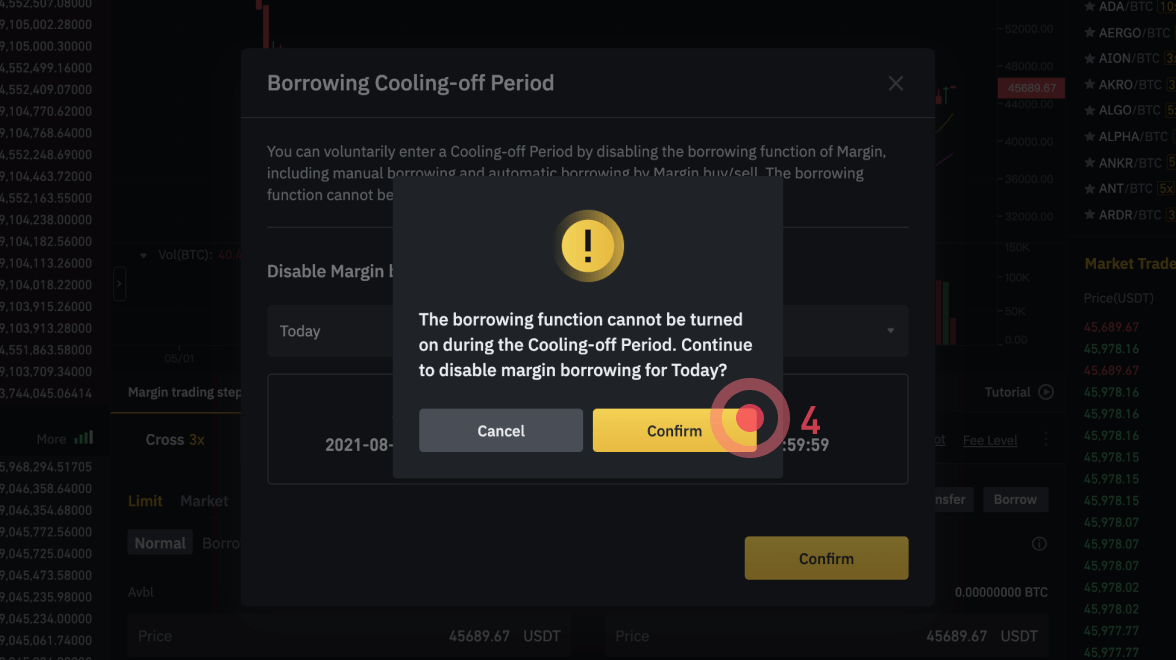 4,552,507.08000
9,105,002.28000
9,105,000.30000
4,552,499.16000
4,552,409.07000
9,104,770.62000
9,104,768.64000
4,552,248.69000
9,104,463.72000
4,552,163.55000
9,104,238.00000
9,104,182.56000
9,104,113.26000
9,104,018.22000
9,103,915.26000
9,103,913.28000
4,551,863.58000
9,103,709.34000
3,744,045.06414
More
5,968,294.51705
9,046,358.64000
9,046,354.68000
9,045,772.56000
9,045,725.04000
9,045,473.58000
9,045,235.98000
9,045,234.00000
9,045,061.74000
Vol(BTC):
05/01
Borrowing Cooling-off Period
You can voluntarily enter a Cooling-off Period by disabling the borrowing function of Margin,
including manual borrowing and automatic borrowing by Margin buy/sell. The borrowing
function cannot be
Disable Margin
Today
2021-08-
:59:59
Confirm
!
The borrowing function cannot be turned
on during the Cooling-off Period. Continue
to disable margin borrowing for Today?
Cancel
Confirm
4
Margin trading step
Tutorial
Cross 3x
Fee Level
Limit Market
nsfer
Borrow
Normal Borro
Avbl
0.00000000 BTC
Price 45689.67 USDT
Price 45689.67 USDT
52000.00
48000.00
45689.67
44000.00
40000.00
36000.00
32000.00
150K
100K
50K
0.00
ADA/BTC 10
AERGO/BTC
AION/BTC 3x
AKRO/BTC 3
ALGO/BTC 5
ALPHA/BTC
ANKR/BTC 5
ANT/BTC 5x
ARDR/BTC 3
Market Trade
Price(USDT)
45,689.67
45,978.16
45,689.67
45,978.16
45,978.16
45,978.16
45,978.15
45,978.15
45,978.15
45,978.07
45,978.07
45,978.07
45,978.02
45,978.02
45,977.77
45,977.77